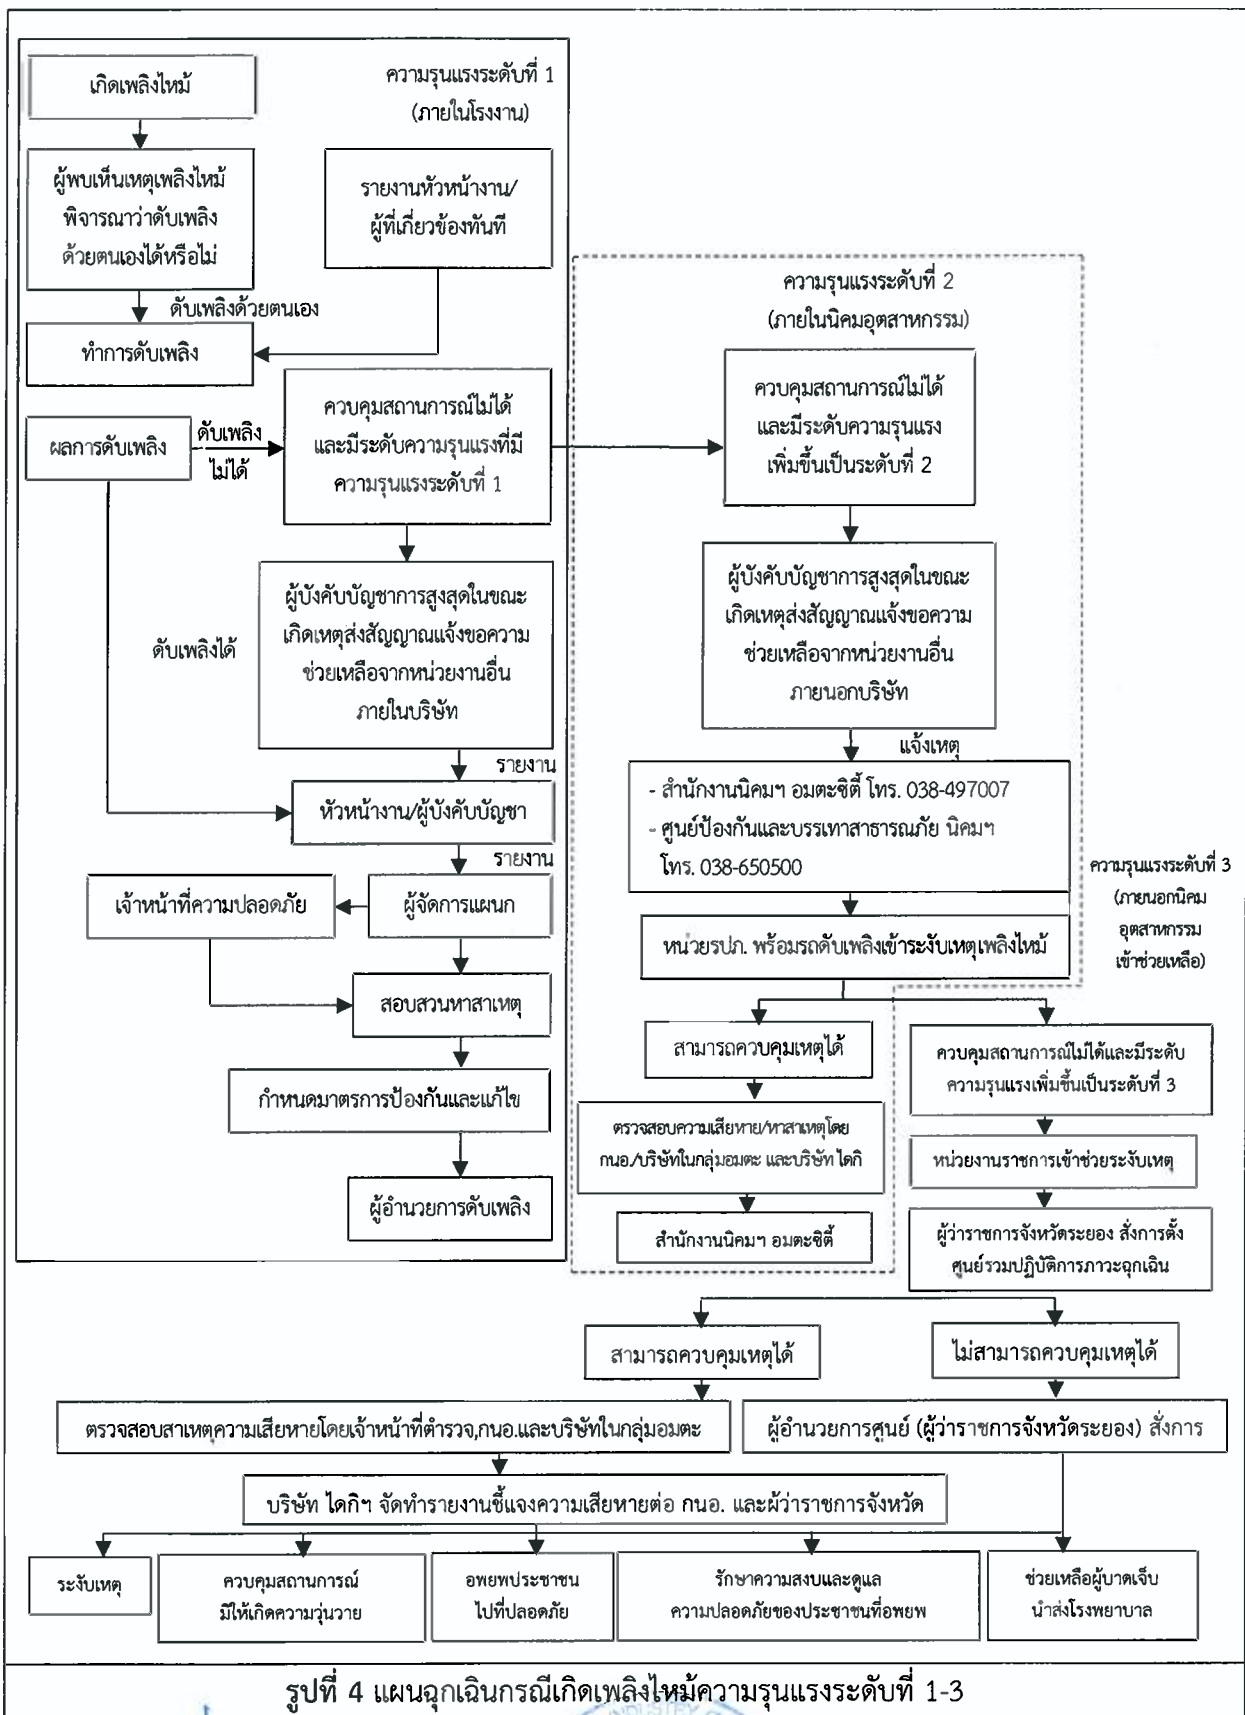 เกิดเพลิงไหม้
ความรุนแรงระดับที่ 1
(ภายในโรงงาน)
ผู้พบเห็นเหตุเพลิงไหม้
พิจารณาว่าดับเพลิง
ด้วยตนเองได้หรือไม่
รายงานหัวหน้างาน/
ผู้ที่เกี่ยวข้องทันที
ดับเพลิงด้วยตนเอง
ทำการดับเพลิง
ผลการดับเพลิง
ดับเพลิง
ไม่ได้
ควบคุมสถานการณ์ไม่ได้
และมีระดับความรุนแรงที่มี
ความรุนแรงระดับที่ 1
ดับเพลิงได้
ผู้บังคับบัญชาการสูงสุดในขณะ
เกิดเหตุส่งสัญญาณแจ้งขอความ
ช่วยเหลือจากหน่วยงานอื่น
ภายในบริษัท
รายงาน
หัวหน้างาน/ผู้บังคับบัญชา
รายงาน
เจ้าหน้าที่ความปลอดภัย
ผู้จัดการแผนก
สอบสวนหาสาเหตุ
กำหนดมาตรการป้องกันและแก้ไข
ผู้อำนวยการดับเพลิง
ความรุนแรงระดับที่ 2
(ภายในนิคมอุตสาหกรรม)
ควบคุมสถานการณ์ไม่ได้
และมีระดับความรุนแรง
เพิ่มขึ้นเป็นระดับที่ 2
ผู้บังคับบัญชาการสูงสุดในขณะ
เกิดเหตุส่งสัญญาณแจ้งขอความ
ช่วยเหลือจากหน่วยงานอื่น
ภายนอกบริษัท
แจ้งเหตุ
- สำนักงานนิคมฯ อมตะซิตี้ โทร. 038-497007
- ศูนย์ป้องกันและบรรเทาสาธารณภัย นิคมฯ
โทร. 038-650500
หน่วยรปภ. พร้อมรถดับเพลิงเข้าระงับเหตุเพลิงไหม้
ความรุนแรงระดับที่ 3
(ภายนอกนิคม
อุตสาหกรรม
เข้าช่วยเหลือ)
สามารถควบคุมเหตุได้
ตรวจสอบความเสียหาย/หาสาเหตุโดย
กนอ./บริษัทในกลุ่มอมตะ และบริษัท ไดกิ
สำนักงานนิคมฯ อมตะซิตี้
ควบคุมสถานการณ์ไม่ได้และมีระดับ
ความรุนแรงเพิ่มขึ้นเป็นระดับที่ 3
หน่วยงานราชการเข้าช่วยระงับเหตุ
ผู้ว่าราชการจังหวัดระยอง สั่งการตั้ง
ศูนย์รวมปฏิบัติการภาวะฉุกเฉิน
สามารถควบคุมเหตุได้
ไม่สามารถควบคุมเหตุได้
ตรวจสอบสาเหตุความเสียหายโดยเจ้าหน้าที่ตำรวจ,กนอ.และบริษัทในกลุ่มอมตะ
ผู้อำนวยการศูนย์ (ผู้ว่าราชการจังหวัดระยอง) สั่งการ
บริษัท ไดกิฯ จัดทำรายงานชี้แจงความเสียหายต่อ กนอ. และผู้ว่าราชการจังหวัด
ระงับเหตุ
ควบคุมสถานการณ์
มิให้เกิดความวุ่นวาย
อพยพประชาชน
ไปที่ปลอดภัย
รักษาความสงบและดูแล
ความปลอดภัยของประชาชนที่อพยพ
ช่วยเหลือผู้บาดเจ็บ
นำส่งโรงพยาบาล
รูปที่ 4 แผนฉุกเฉินกรณีเกิดเพลิงไหม้ความรุนแรงระดับที่ 1-3